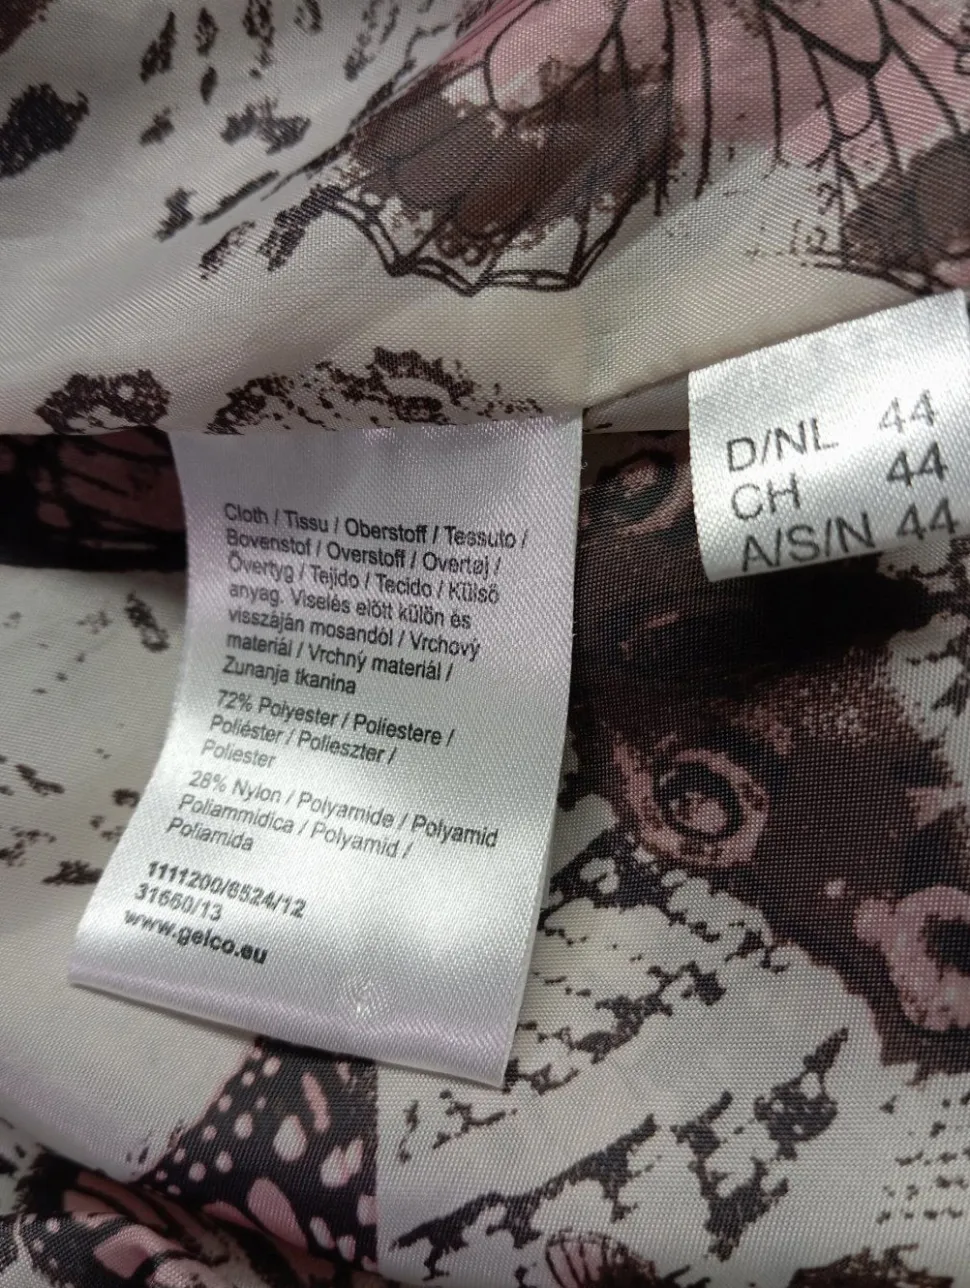 Cloth / Tissu / Oberstoff / Tessuto /
Bovenstof / Overstoff / Overtøj /
Övertyg / Tejido / Tecido / Külső
anyag. Viselés előtt külön és
visszáján mosandól / Vrchový
materiál / Vrchný materiál /
Zunanja tkanina
72% Polyester / Poliestere /
Poliéster / Polieszter /
Poliester
28% Nylon / Polyamide / Polyamid
Poliammidica / Polyamid /
Poliamida
1111200/6524/12
31660/13
www.gelco.eu
D/NL 44
CH 44
A/S/N 44